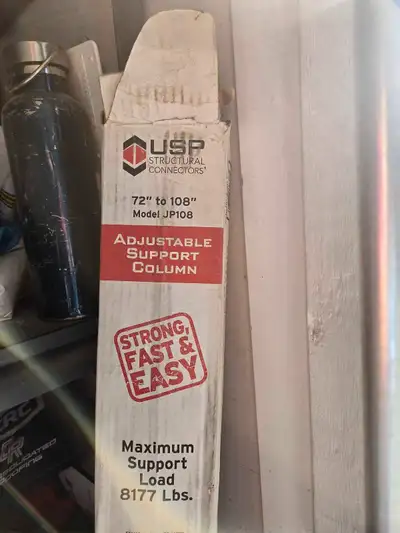 USP
STRUCTURAL
CONNECTORS
72" to 108"
Model JP108
ADJUSTABLE
SUPPORT
COLUMN
STRONG,
FAST &
EASY
Maximum
Support
Load
8177 Lbs.